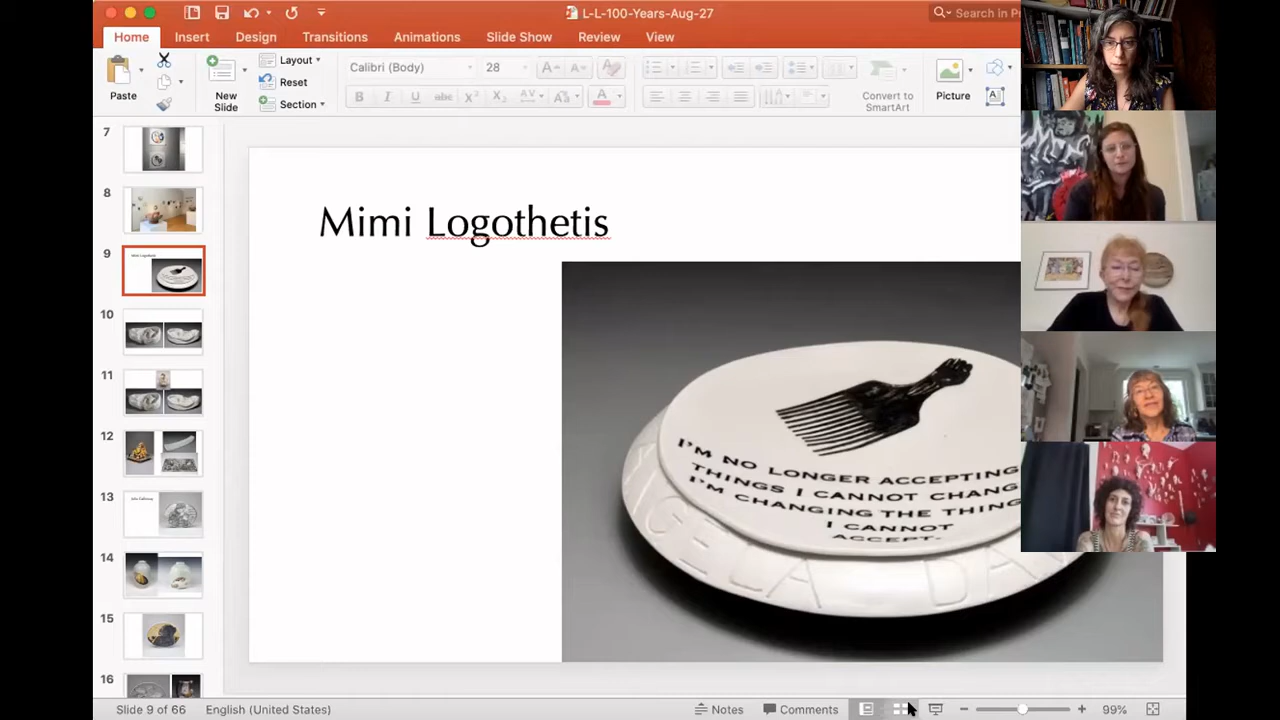 L-L-100-Years-Aug-27
Search in P
Home
Insert
Design
Transitions
Animations
Slide Show
Review
View
Paste
New
Slide
Layout
Reset
Section
Calibri (Body)
28
Convert to
SmartArt
Picture
7
8
9
10
11
12
13
14
15
16
Mimi Logothetis
I'M NO LONGER ACCEPTING
THINGS I CANNOT CHANG
I'M CHANGING THE THING
I CANNOT
ACCEPT.
GELA DAV
Slide 9 of 66
English (United States)
Notes
Comments
99%